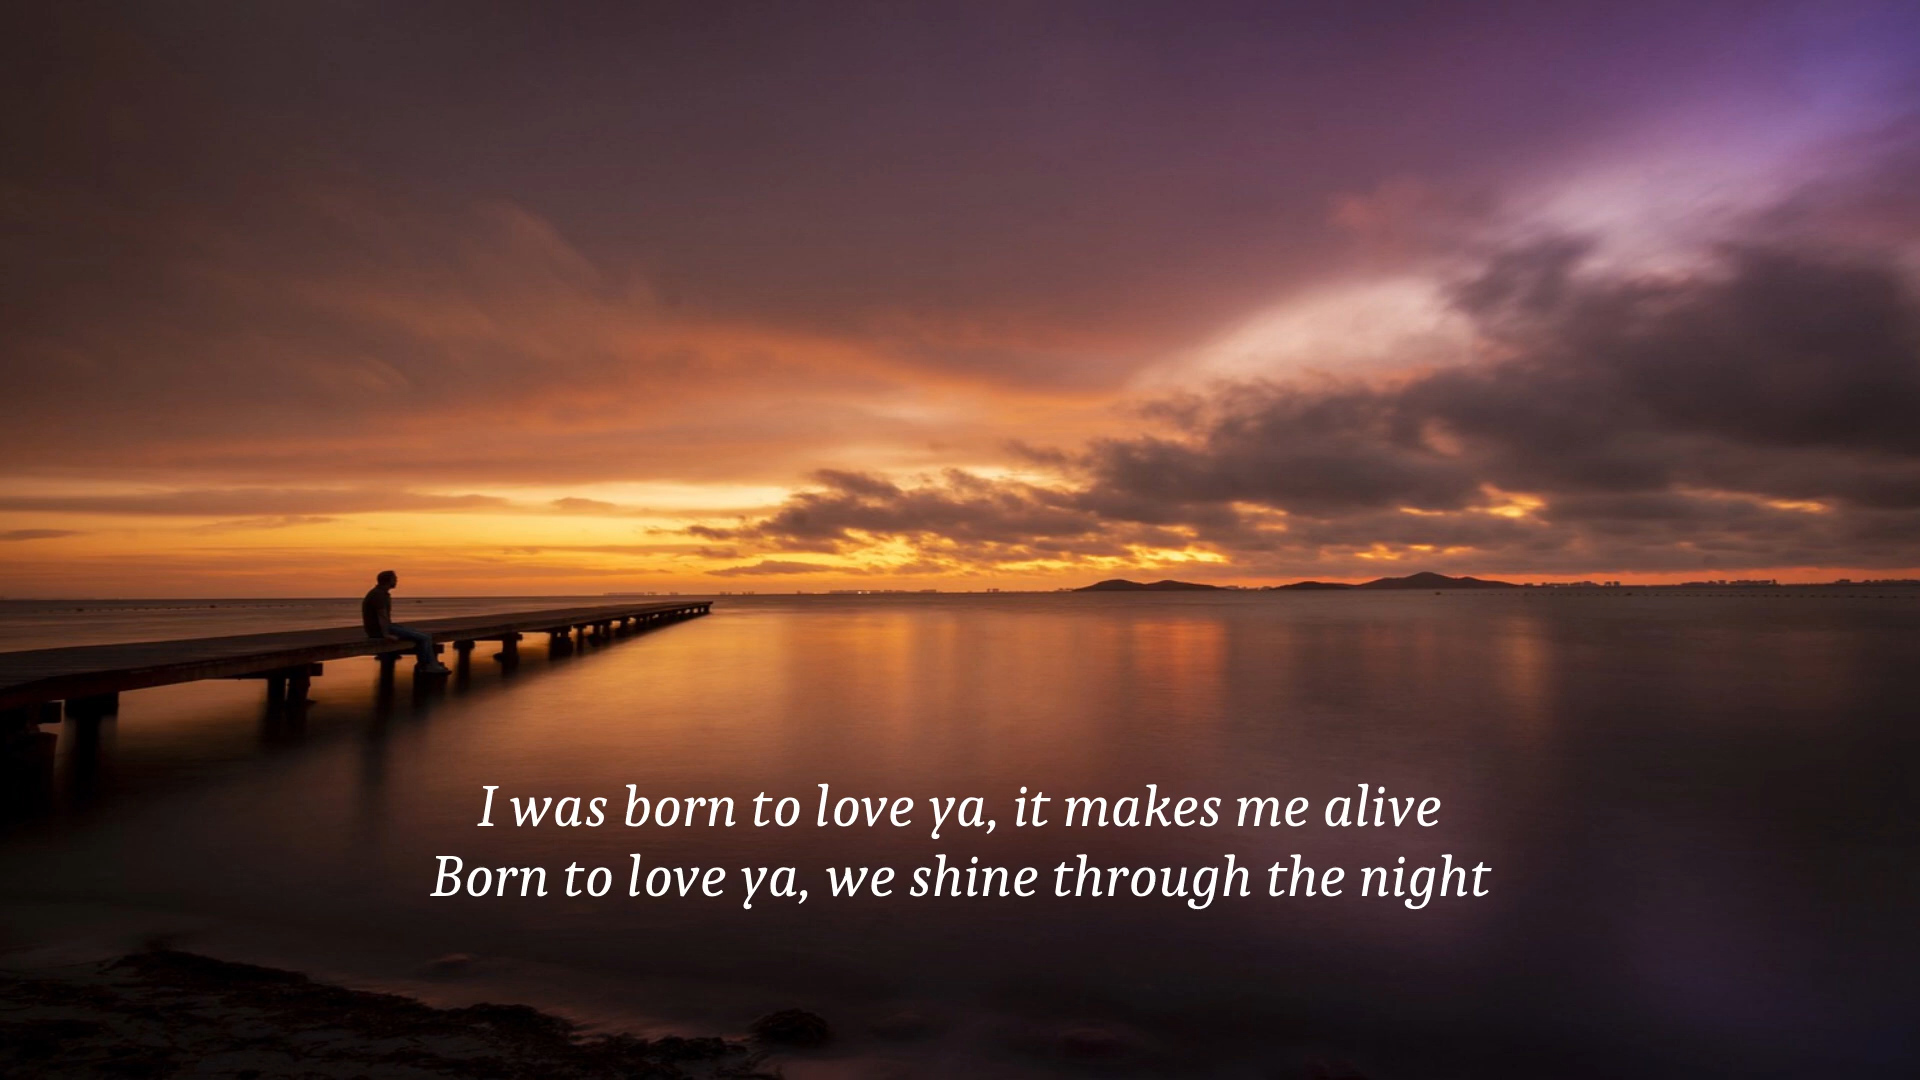 I was born to love ya, it makes me alive
Born to love ya, we shine through the night